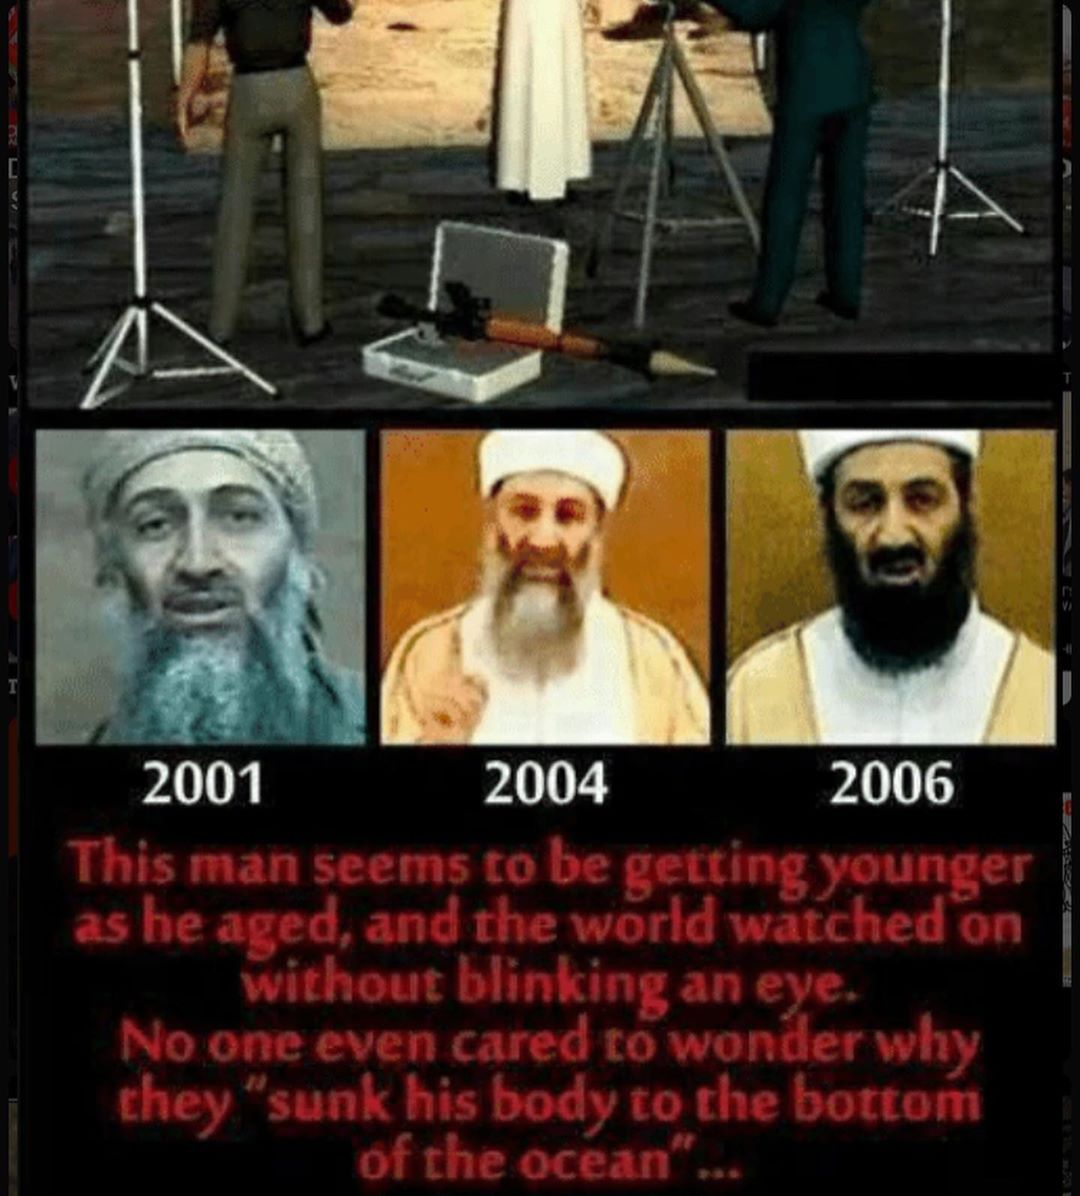 2001
2004
2006
This man seems to be getting younger
as he aged, and the world watched on
without blinking an eye.
No one even cared to wonder why
they "sunk his body to the bottom
of the ocean"...